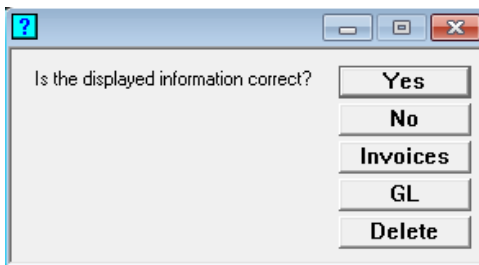 ?
Is the displayed information correct?
Yes
No
Invoices
GL
Delete